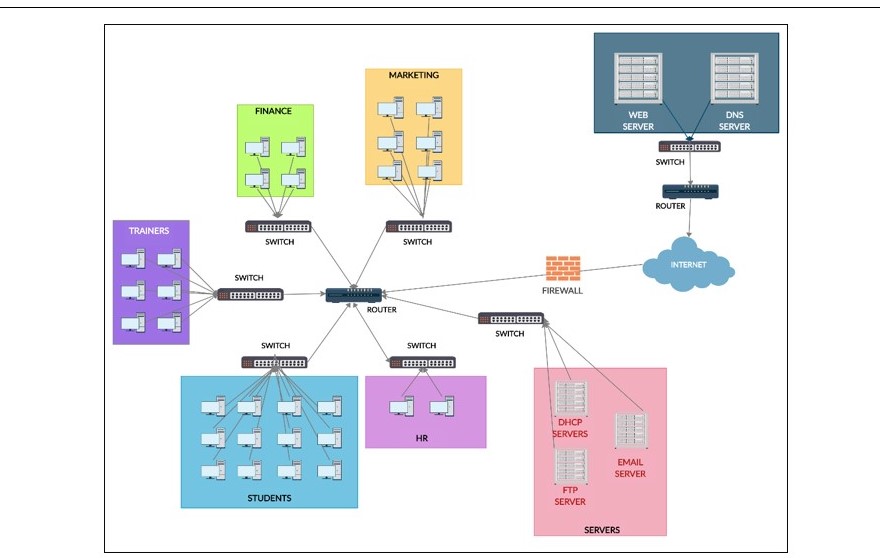 MARKETING
FINANCE
WEB
SERVER
DNS
SERVER
SWITCH
ROUTER
SWITCH
SWITCH
TRAINERS
SWITCH
INTERNET
FIREWALL
ROUTER
SWITCH
SWITCH
SWITCH
DHCP
SERVERS
HR
EMAIL
SERVER
FTP
SERVER
STUDENTS
SERVERS